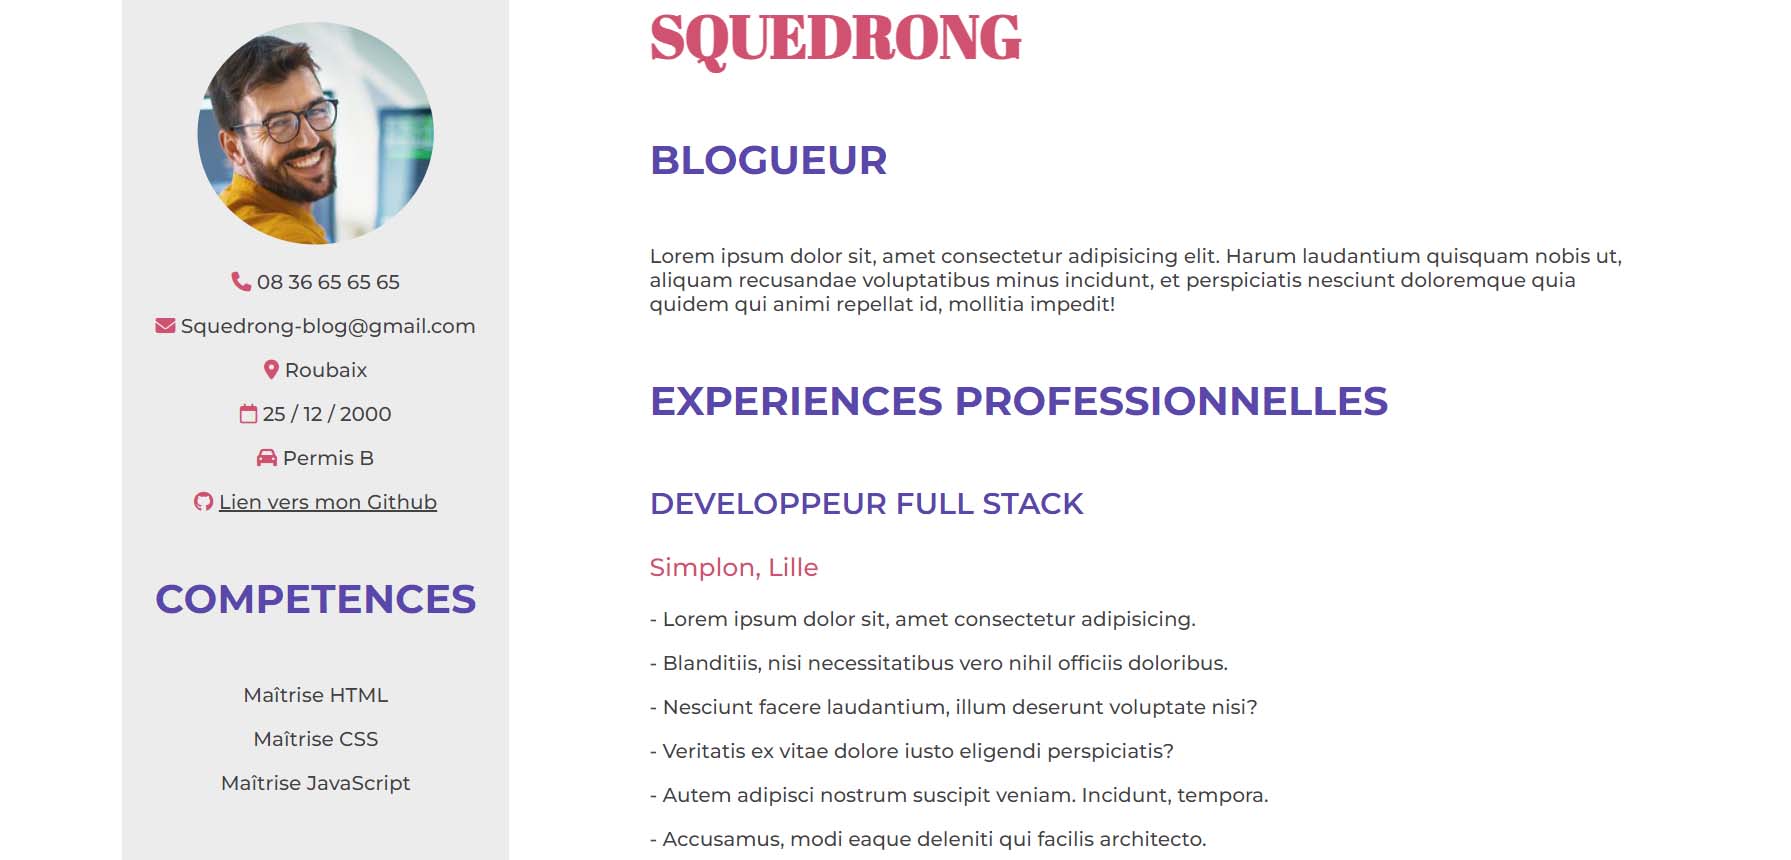 08 36 65 65 65
Squedrong-blog@gmail.com
Roubaix
25 / 12 / 2000
Permis B
Lien vers mon Github
COMPETENCES
Maîtrise HTML
Maîtrise CSS
Maîtrise JavaScript
SQUEDRONG
BLOGUEUR
Lorem ipsum dolor sit, amet consectetur adipisicing elit. Harum laudantium quisquam nobis ut,
aliquam recusandae voluptatibus minus incidunt, et perspiciatis nesciunt doloremque quia
quidem qui animi repellat id, mollitia impedit!
EXPERIENCES PROFESSIONNELLES
DEVELOPPEUR FULL STACK
Simplon, Lille
- Lorem ipsum dolor sit, amet consectetur adipisicing.
- Blanditiis, nisi necessitatibus vero nihil officiis doloribus.
- Nesciunt facere laudantium, illum deserunt voluptate nisi?
- Veritatis ex vitae dolore iusto eligendi perspiciatis?
- Autem adipisci nostrum suscipit veniam. Incidunt, tempora.
- Accusamus, modi eaque deleniti qui facilis architecto.